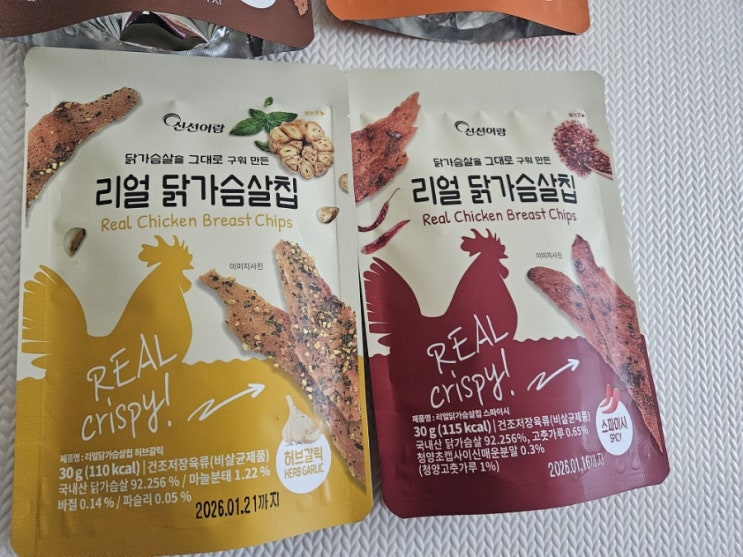 신선어람
닭가슴살을 그대로 구워 만든
리얼 닭가슴살칩
Real Chicken Breast Chips
이미지사진
REAL
crispy!
제품명 : 리얼닭가슴살칩 허브갈릭
30 g (110 kcal) | 건조저장육류(비살균제품)
국내산 닭가슴살 92.256 % / 마늘분태 1.22 %
바질 0.14 % / 파슬리 0.05 %
허브갈릭
HERB GARLIC
2026.01.21까지
신선어람
닭가슴살을 그대로 구워 만든
리얼 닭가슴살칩
Real Chicken Breast Chips
이미지사진
REAL
crispy!
제품명 : 리얼닭가슴살칩 스파이시
30 g (115 kcal) | 건조저장육류(비살균제품)
국내산 닭가슴살 92.256%, 고춧가루 0.65%
청양초캡사이신매운분말 0.3%
(청양고춧가루 1%)
스파이시
SPICY
2026.01.16까지